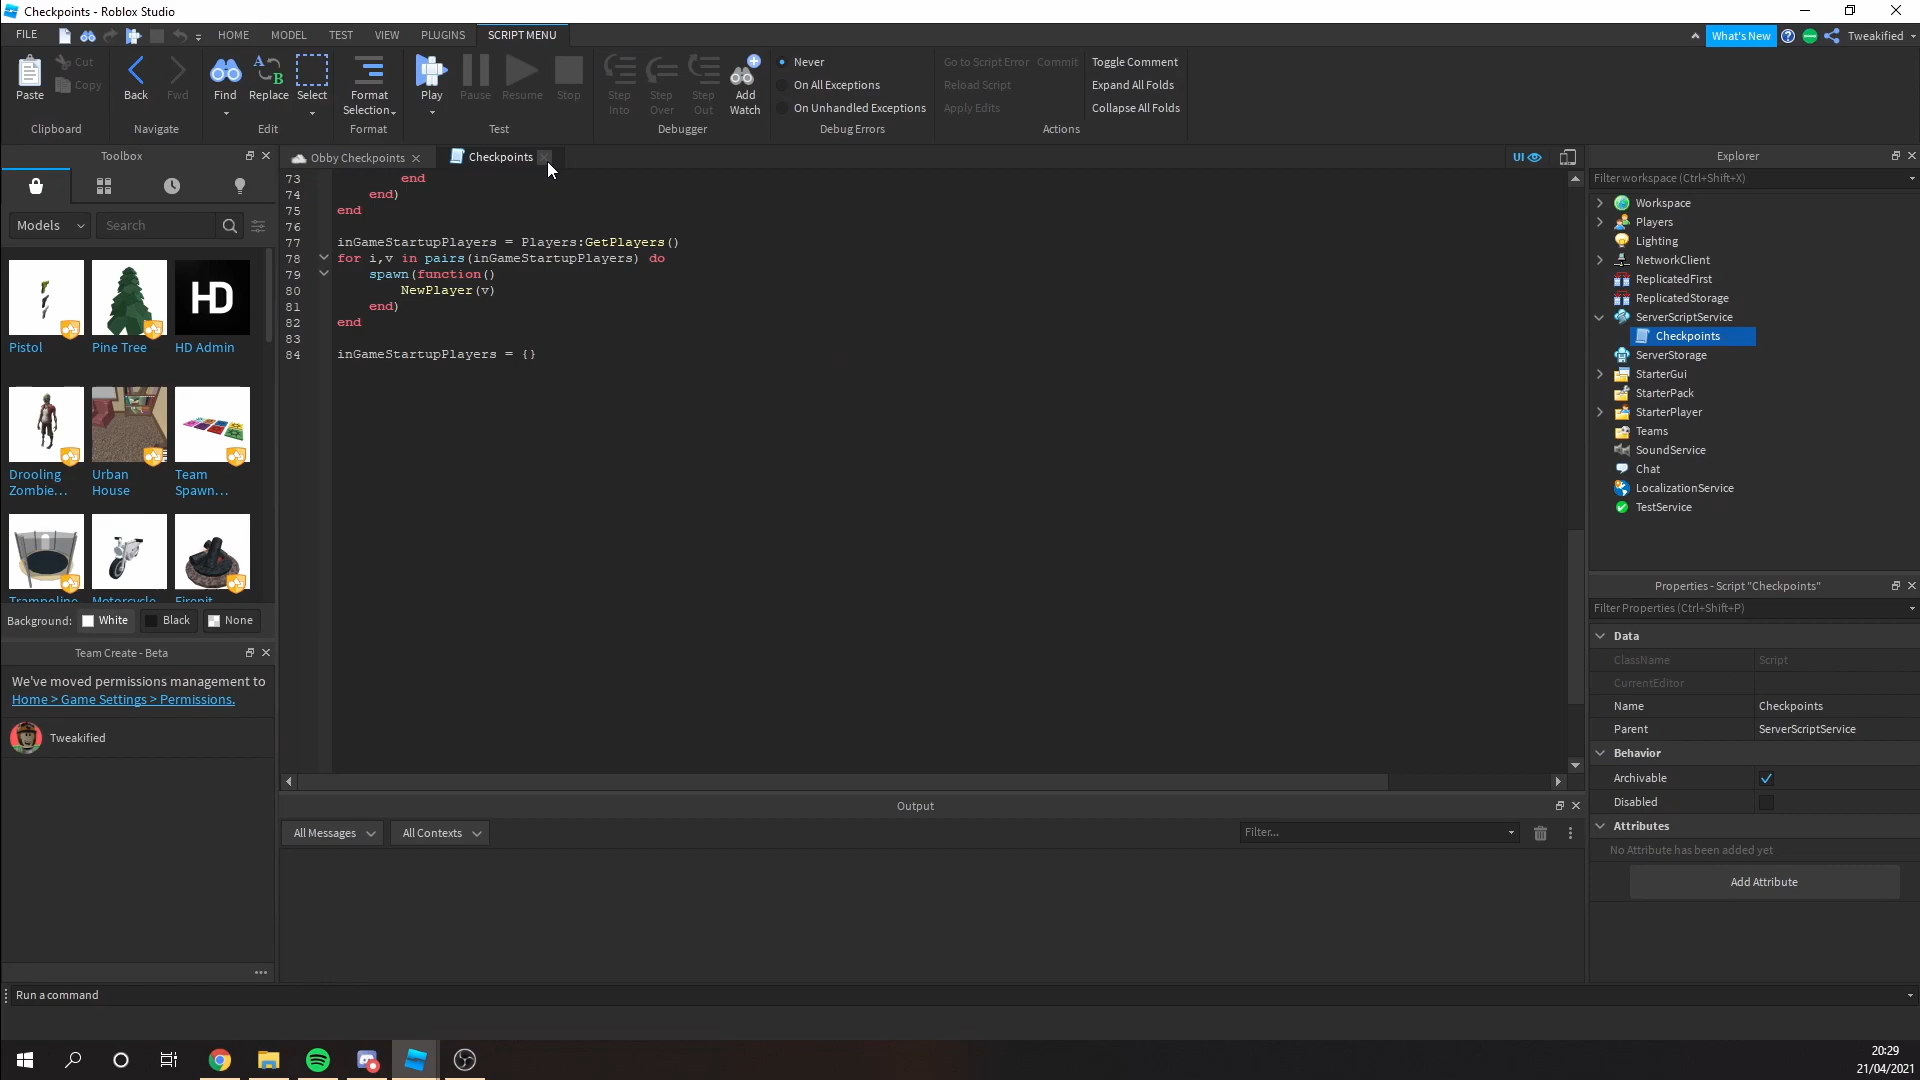 Checkpoints - Roblox Studio
FILE
HOME
MODEL
TEST
VIEW
PLUGINS
SCRIPT MENU
What's New
Tweakified
Paste
Cut
Copy
Clipboard
Back
Fwd
Navigate
Find
Replace
Select
Edit
Format
Selection
Format
Play
Pause
Resume
Stop
Test
Step
Into
Step
Over
Step
Out
Add
Watch
Debugger
Never
On All Exceptions
On Unhandled Exceptions
Debug Errors
Go to Script Error
Commit
Reload Script
Apply Edits
Toggle Comment
Expand All Folds
Collapse All Folds
Actions
Toolbox
Models
Search
Pistol
Pine Tree
HD
HD Admin
Drooling
Zombie...
Urban
House
Team
Spawn...
Trampoline
Motorcycle
Firepit
Background:
White
Black
None
Team Create - Beta
We've moved permissions management to
Home > Game Settings > Permissions.
Tweakified
Obby Checkpoints
Checkpoints
UI
73 end
74 end)
75 end
76
77 inGameStartupPlayers = Players:GetPlayers()
78 for i,v in pairs(inGameStartupPlayers) do
79 spawn(function()
80 NewPlayer(v)
81 end)
82 end
83
84 inGameStartupPlayers = {}
Output
All Messages
All Contexts
Filter...
Explorer
Filter workspace (Ctrl+Shift+X)
Workspace
Players
Lighting
NetworkClient
ReplicatedFirst
ReplicatedStorage
ServerScriptService
Checkpoints
ServerStorage
StarterGui
StarterPack
StarterPlayer
Teams
SoundService
Chat
LocalizationService
TestService
Properties - Script "Checkpoints"
Filter Properties (Ctrl+Shift+P)
Data
ClassName Script
CurrentEditor
Name Checkpoints
Parent ServerScriptService
Behavior
Archivable
Disabled
Attributes
No Attribute has been added yet
Add Attribute
Run a command
20:29
21/04/2021